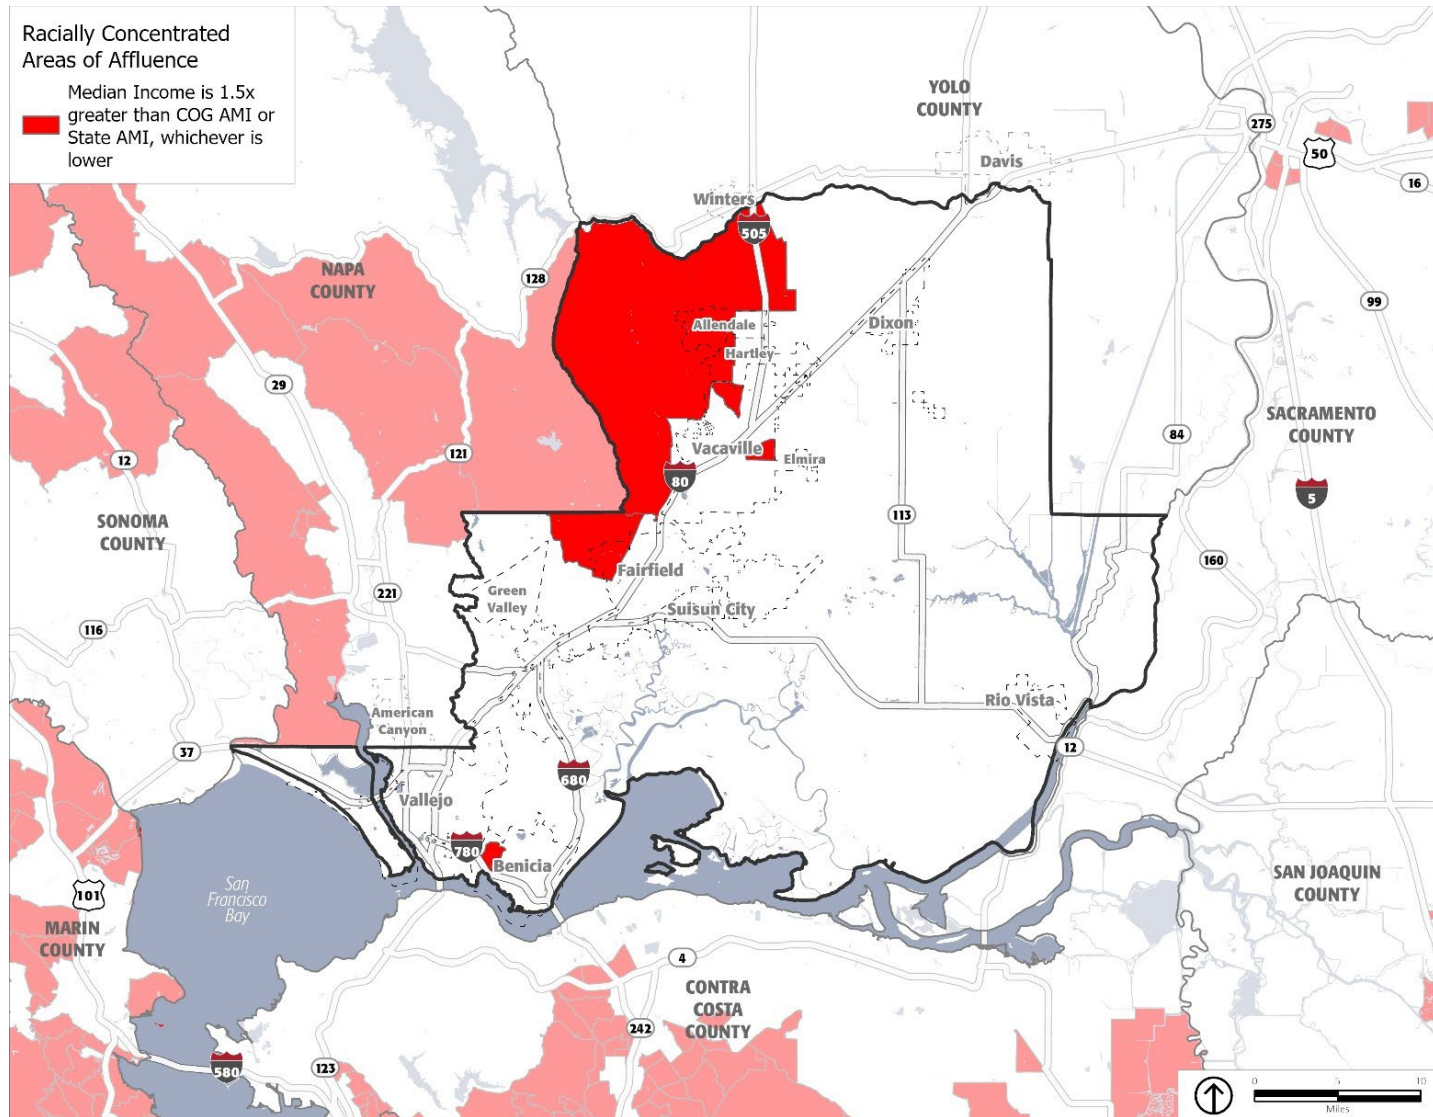 Racially Concentrated
Areas of Affluence
Median Income is 1.5x
greater than COG AMI or
State AMI, whichever is
lower
YOLO
COUNTY
275
50
Davis
16
Winters
505
NAPA
COUNTY
128
99
Allendale
Dixon
Hartley
29
SACRAMENTO
COUNTY
84
121
12
Vacaville
Elmira
80
5
113
SONOMA
COUNTY
160
Fairfield
Green
Valley
221
Suisun City
116
Rio Vista
American
Canyon
37
12
680
Vallejo
780
Benicia
San
Francisco
Bay
101
SAN JOAQUIN
COUNTY
MARIN
COUNTY
4
CONTRA
COSTA
COUNTY
242
123
580
0 5 10
Miles